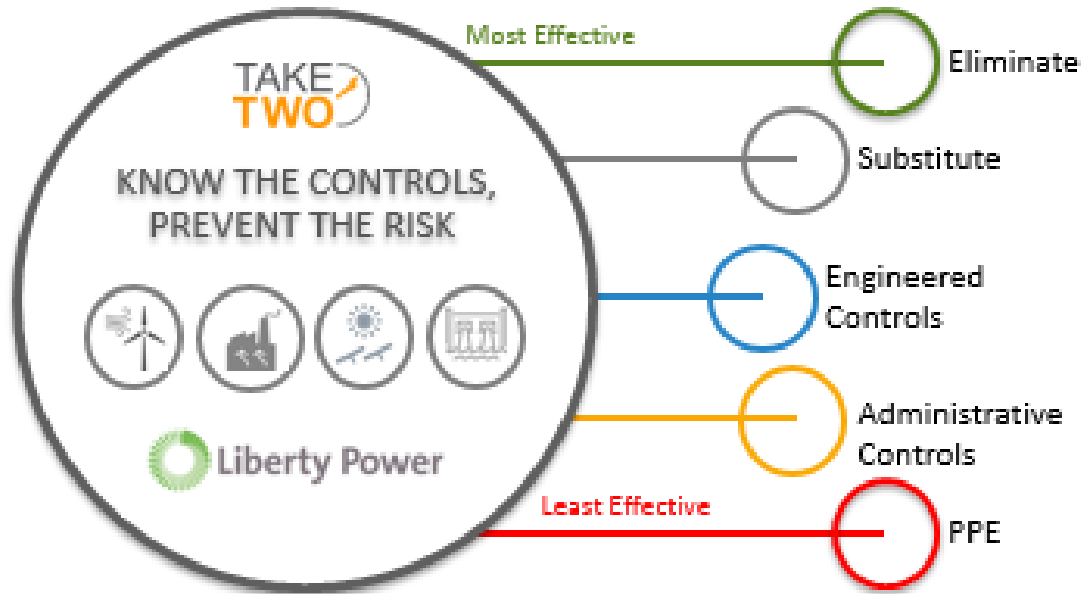 TAKE
TWO
KNOW THE CONTROLS,
PREVENT THE RISK
Liberty Power
Most Effective
Eliminate
Substitute
Engineered
Controls
Administrative
Controls
Least Effective
PPE